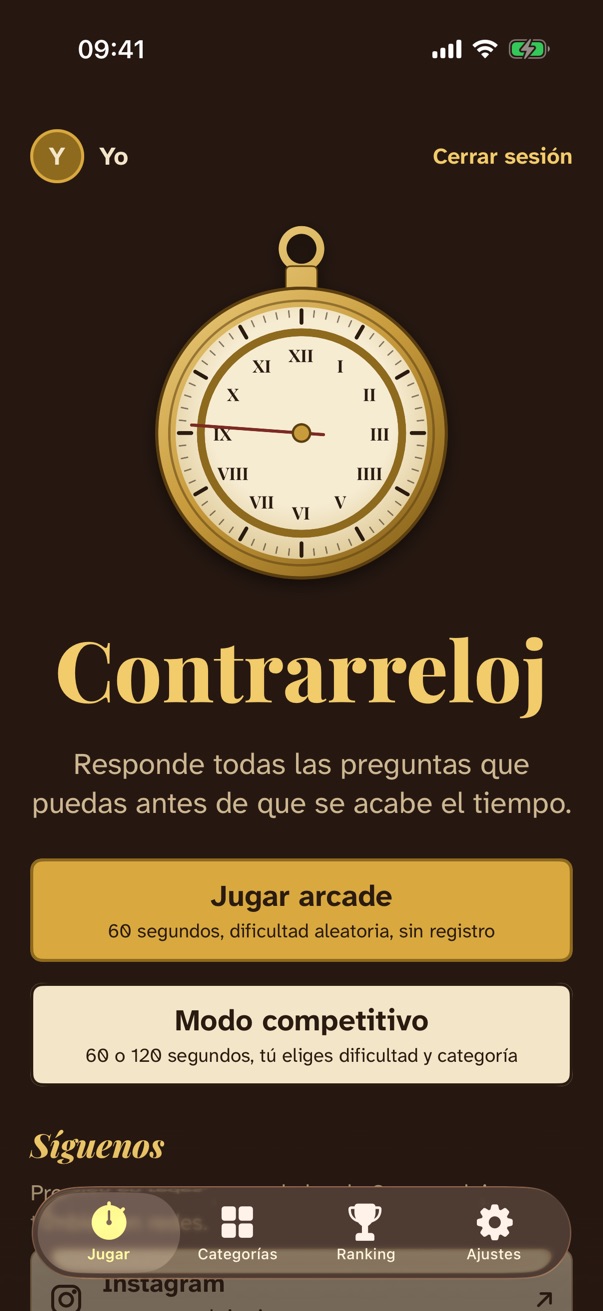 09:41
Y Yo
Cerrar sesión
XII
XI I
X II
IX III
VIII IIII
VII V
VI
Contrarreloj
Responde todas las preguntas que
puedas antes de que se acabe el tiempo.
Jugar arcade
60 segundos, dificultad aleatoria, sin registro
Modo competitivo
60 o 120 segundos, tú eliges dificultad y categoría
Síguenos
Jugar Categorías Ranking Ajustes
Instagram